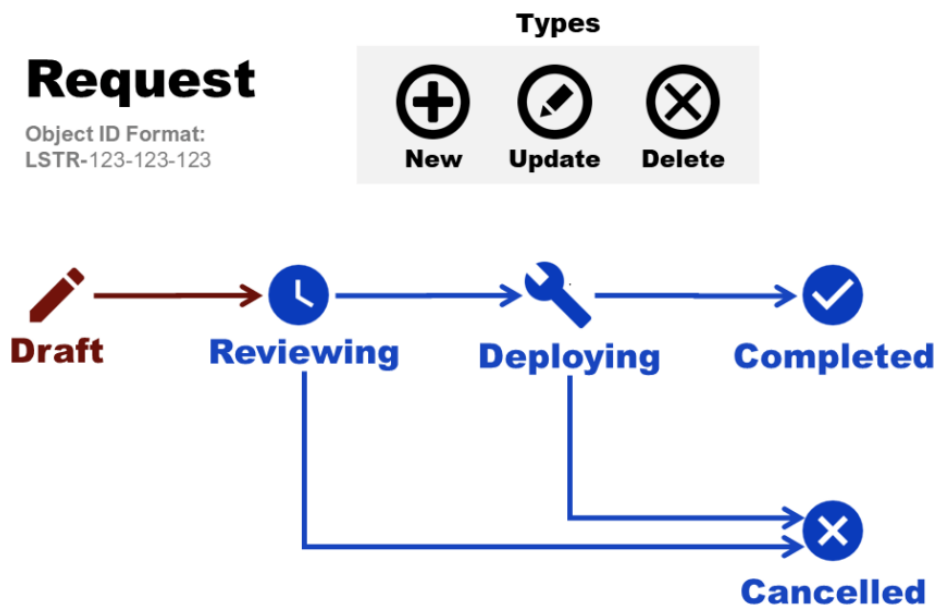 Types
Request
Object ID Format:
LSTR-123-123-123
New Update Delete
Draft Reviewing Deploying Completed
Cancelled